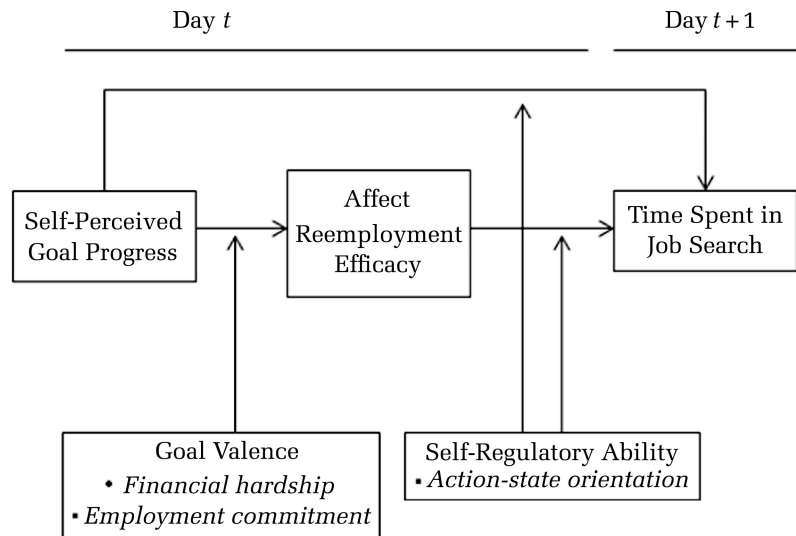 Day t
Day t + 1
Self-Perceived
Goal Progress
Affect
Reemployment
Efficacy
Time Spent in
Job Search
Goal Valence
• Financial hardship
▪ Employment commitment
Self-Regulatory Ability
▪ Action-state orientation